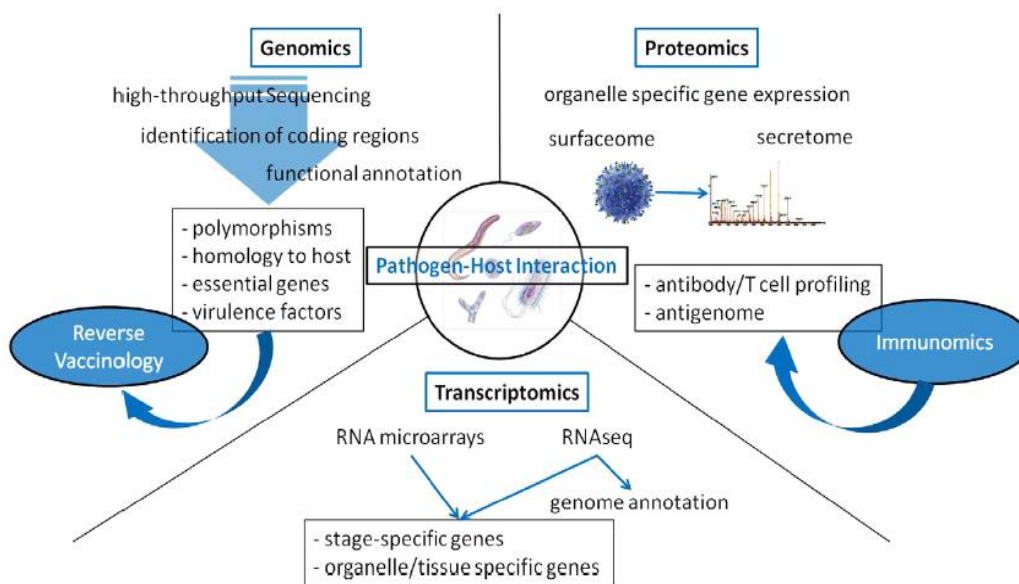 Genomics
high-throughput Sequencing
identification of coding regions
functional annotation
- polymorphisms
- homology to host
- essential genes
- virulence factors
Reverse
Vaccinology
Proteomics
organelle specific gene expression
surfaceome
secretome
Pathogen-Host Interaction
- antibody/T cell profiling
- antigenome
Immunomics
Transcriptomics
RNA microarrays
RNAseq
genome annotation
- stage-specific genes
- organelle/tissue specific genes